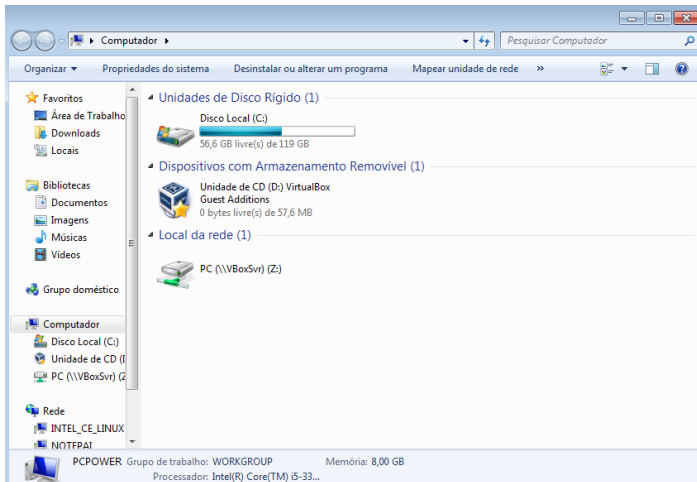 Computador
Pesquisar Computador
Organizar
Propriedades do sistema
Desinstalar ou alterar um programa
Mapear unidade de rede
»
Favoritos
Área de Trabalho
Downloads
Locais
Bibliotecas
Documentos
Imagens
Músicas
Vídeos
Grupo doméstico
Computador
Disco Local (C:)
Unidade de CD (
PC (\\VBoxSvr) (
Rede
INTEL_CE_LINUX
NOTEPAI
Unidades de Disco Rígido (1)
Disco Local (C:)
56,6 GB livre(s) de 119 GB
Dispositivos com Armazenamento Removível (1)
Unidade de CD (D:) VirtualBox
Guest Additions
0 bytes livre(s) de 57,6 MB
Local da rede (1)
PC (\\VBoxSvr) (Z:)
PCPOWER Grupo de trabalho: WORKGROUP Memória: 8,00 GB
Processador: Intel(R) Core(TM) i5-33...